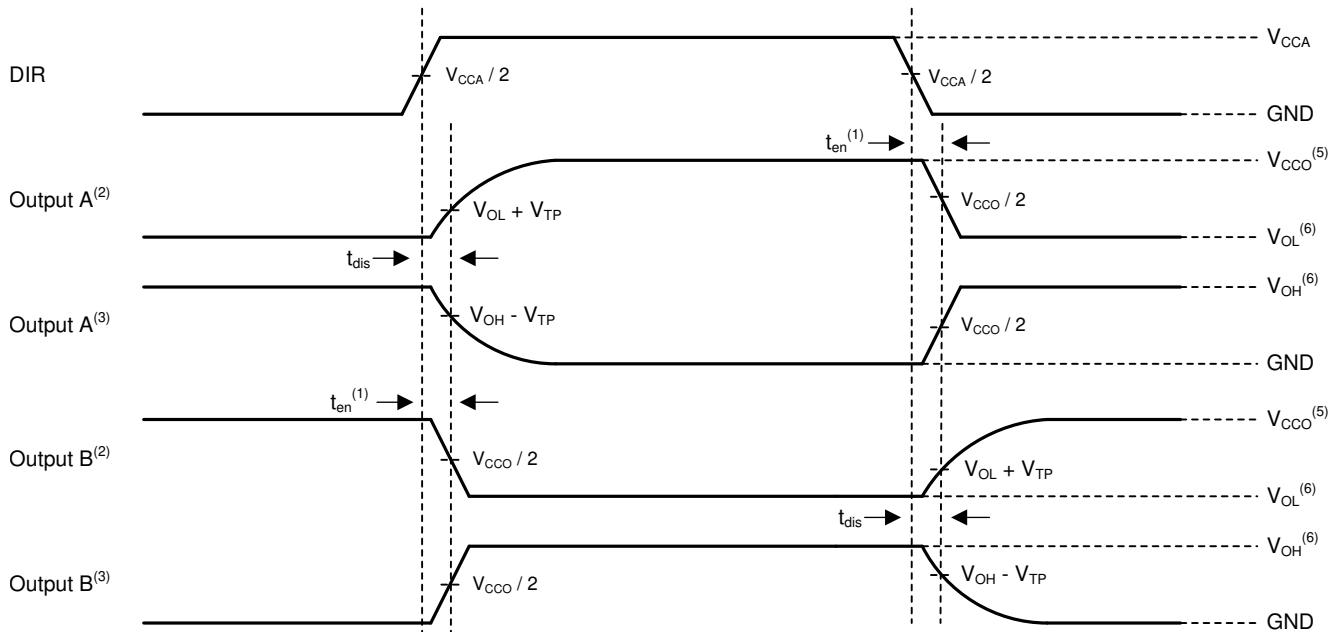 V_CCA
DIR
V_CCA / 2
V_CCA / 2
GND
t_en^(1)
V_CCO^(5)
Output A^(2)
V_OL + V_TP
V_CCO / 2
V_OL^(6)
t_dis
V_OH^(6)
Output A^(3)
V_OH - V_TP
V_CCO / 2
GND
t_en^(1)
V_CCO^(5)
Output B^(2)
V_CCO / 2
V_OL + V_TP
V_OL^(6)
t_dis
V_OH^(6)
Output B^(3)
V_CCO / 2
V_OH - V_TP
GND